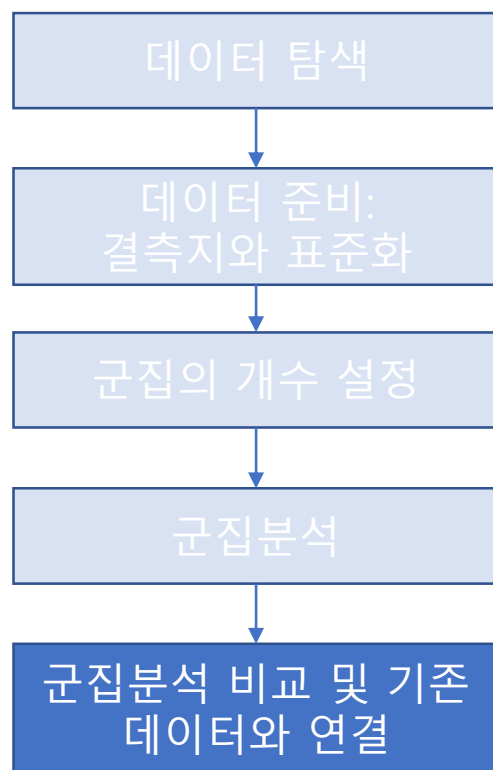 데이터 탐색
데이터 준비:
결측지와 표준화
군집의 개수 설정
군집분석
군집분석 비교 및 기존
데이터와 연결